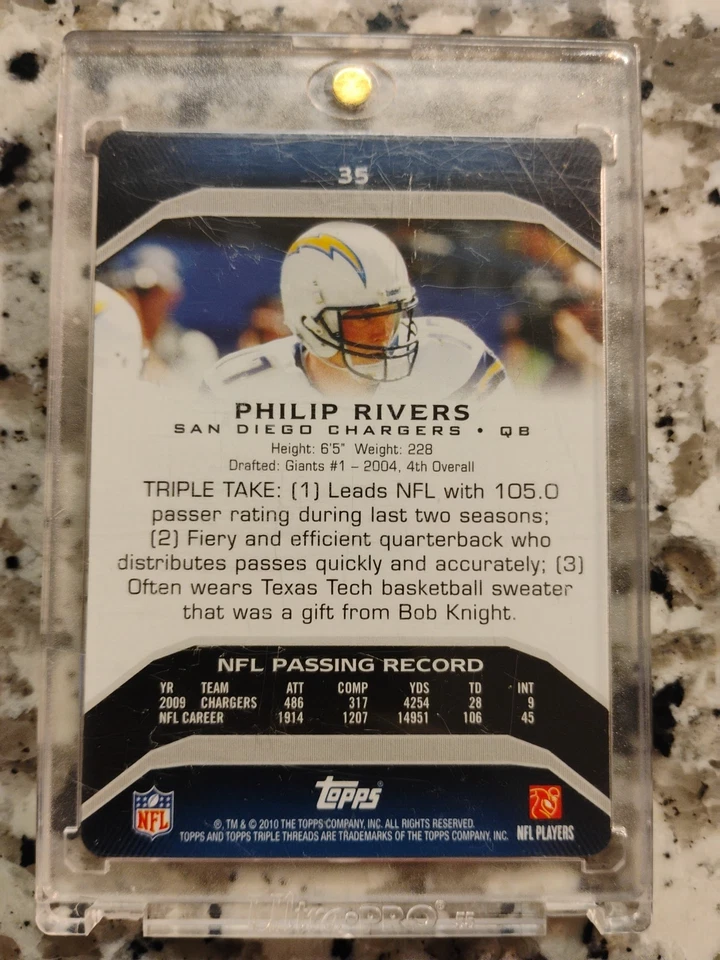 35
PHILIP RIVERS
SAN DIEGO CHARGERS • QB
Height: 6'5" Weight: 228
Drafted: Giants #1 – 2004, 4th Overall
TRIPLE TAKE: (1) Leads NFL with 105.0
passer rating during last two seasons;
(2) Fiery and efficient quarterback who
distributes passes quickly and accurately; (3)
Often wears Texas Tech basketball sweater
that was a gift from Bob Knight.
NFL PASSING RECORD
YR TEAM ATT COMP YDS TD INT
2009 CHARGERS 486 317 4254 28 9
NFL CAREER 1914 1207 14951 106 45
NFL
Topps
NFL PLAYERS
®, TM & © 2010 THE TOPPS COMPANY, INC. ALL RIGHTS RESERVED.
TOPPS AND TOPPS TRIPLE THREADS ARE TRADEMARKS OF THE TOPPS COMPANY, INC.
Ultra•PRO®